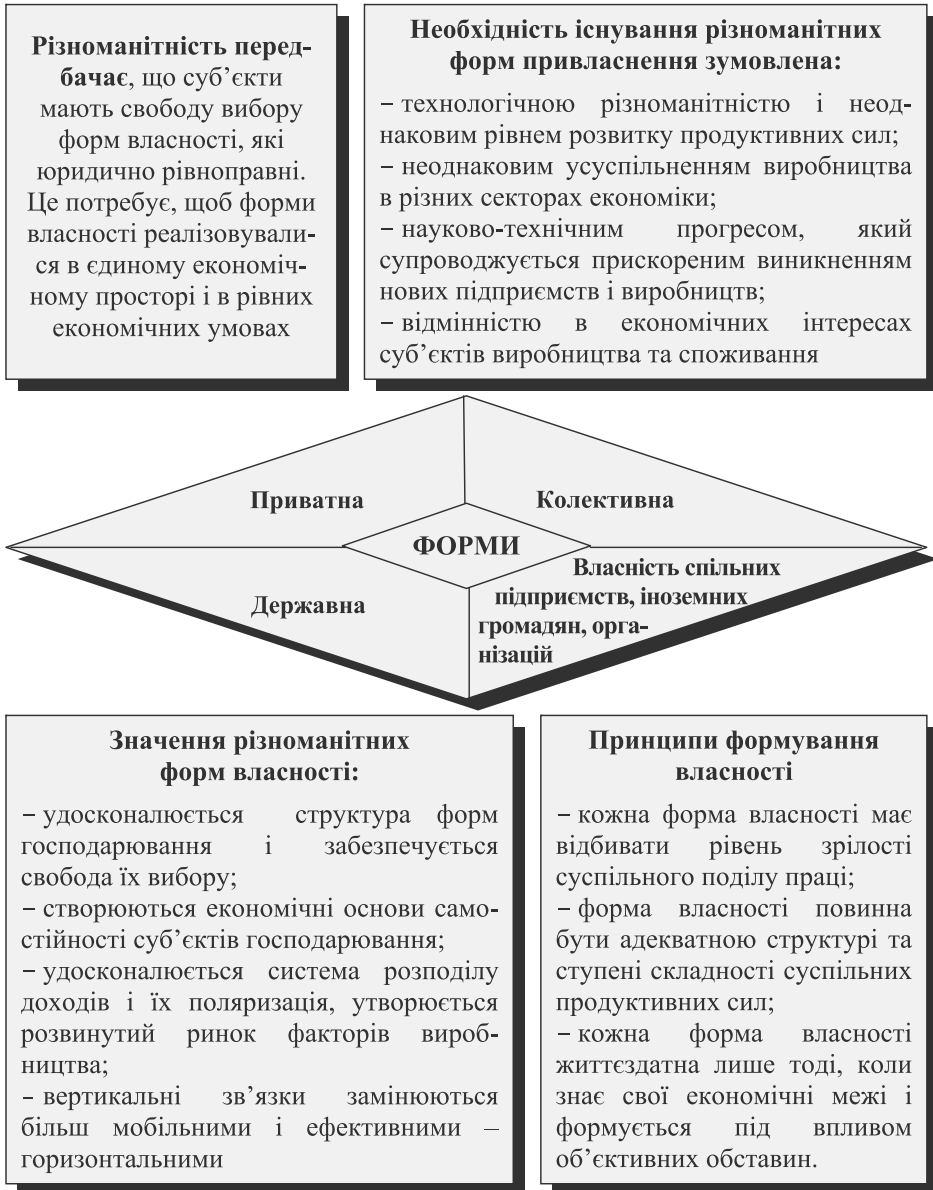 Різноманітність перед-
бачає, що суб’єкти
мають свободу вибору
форм власності, які
юридично рівноправні.
Це потребує, щоб форми
власності реалізовували-
ся в єдиному економіч-
ному просторі і в рівних
економічних умовах
Необхідність існування різноманітних
форм привласнення зумовлена:
– технологічною різноманітністю і неод-
наковим рівнем розвитку продуктивних сил;
– неоднаковим усуспільненням виробництва
в різних секторах економіки;
– науково-технічним прогресом, який
супроводжується прискореним виникненням
нових підприємств і виробництв;
– відмінністю в економічних інтересах
суб’єктів виробництва та споживання
Приватна
Колективна
ФОРМИ
Державна
Власність спільних
підприємств, іноземних
громадян, орга-
нізацій
Значення різноманітних
форм власності:
– удосконалюється структура форм
господарювання і забезпечується
свобода їх вибору;
– створюються економічні основи само-
стійності суб’єктів господарювання;
– удосконалюється система розподілу
доходів і їх поляризація, утворюється
розвинутий ринок факторів вироб-
ництва;
– вертикальні зв’язки замінюються
більш мобільними і ефективними –
горизонтальними
Принципи формування
власності
– кожна форма власності має
відбивати рівень зрілості
суспільного поділу праці;
– форма власності повинна
бути адекватною структурі та
ступені складності суспільних
продуктивних сил;
– кожна форма власності
життєздатна лише тоді, коли
знає свої економічні межі і
формується під впливом
об’єктивних обставин.